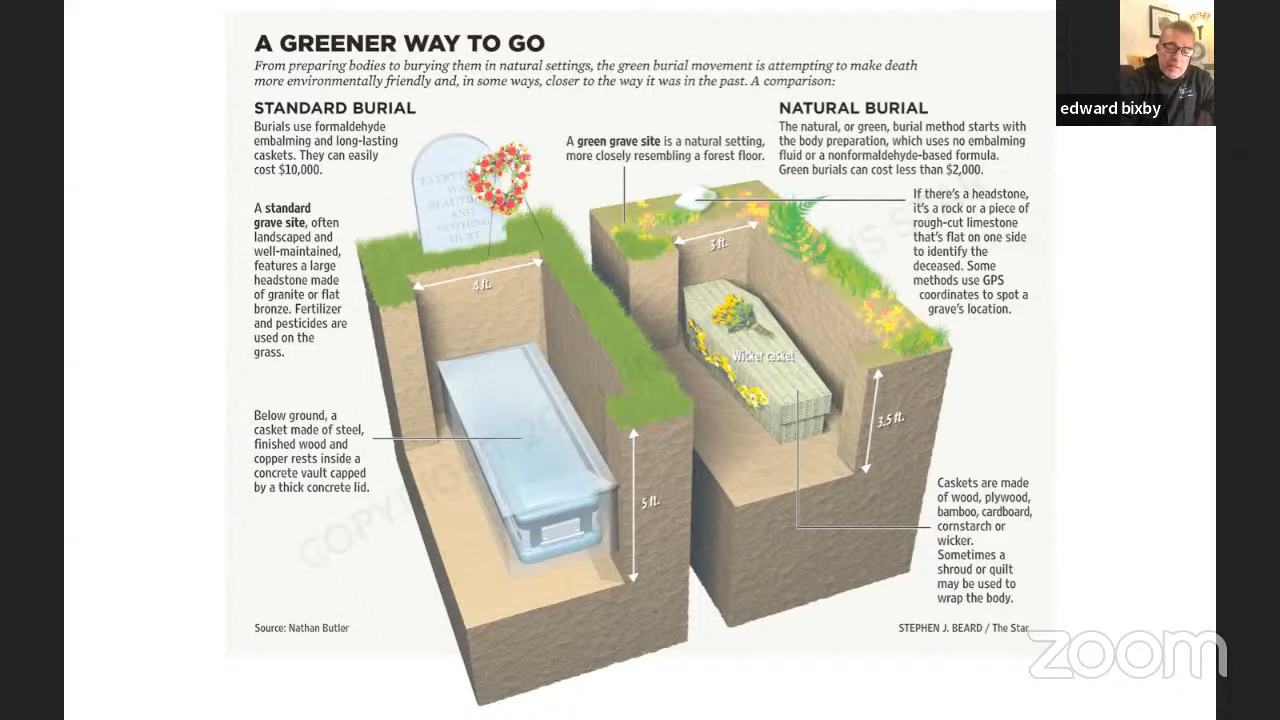 A GREENER WAY TO GO
From preparing bodies to burying them in natural settings, the green burial movement is attempting to make death
more environmentally friendly and, in some ways, closer to the way it was in the past. A comparison:
STANDARD BURIAL
Burials use formaldehyde
embalming and long-lasting
caskets. They can easily
cost $10,000.
A standard
grave site, often
landscaped and
well-maintained,
features a large
headstone made
of granite or flat
bronze. Fertilizer
and pesticides are
used on the
grass.
Below ground, a
casket made of steel,
finished wood and
copper rests inside a
concrete vault capped
by a thick concrete lid.
EVERYTHING
WAS
BEAUTIFUL
AND
NOTHING
HURT
4 ft.
5 ft.
A green grave site is a natural setting,
more closely resembling a forest floor.
3 ft.
Wicker casket
3.5 ft.
NATURAL BURIAL
The natural, or green, burial method starts with
the body preparation, which uses no embalming
fluid or a nonformaldehyde-based formula.
Green burials can cost less than $2,000.
If there's a headstone,
it's a rock or a piece of
rough-cut limestone
that's flat on one side
to identify the
deceased. Some
methods use GPS
coordinates to spot a
grave's location.
Caskets are made
of wood, plywood,
bamboo, cardboard,
cornstarch or
wicker.
Sometimes a
shroud or quilt
may be used to
wrap the body.
Source: Nathan Butler
STEPHEN J. BEARD / The Star
edward bixby
zoom